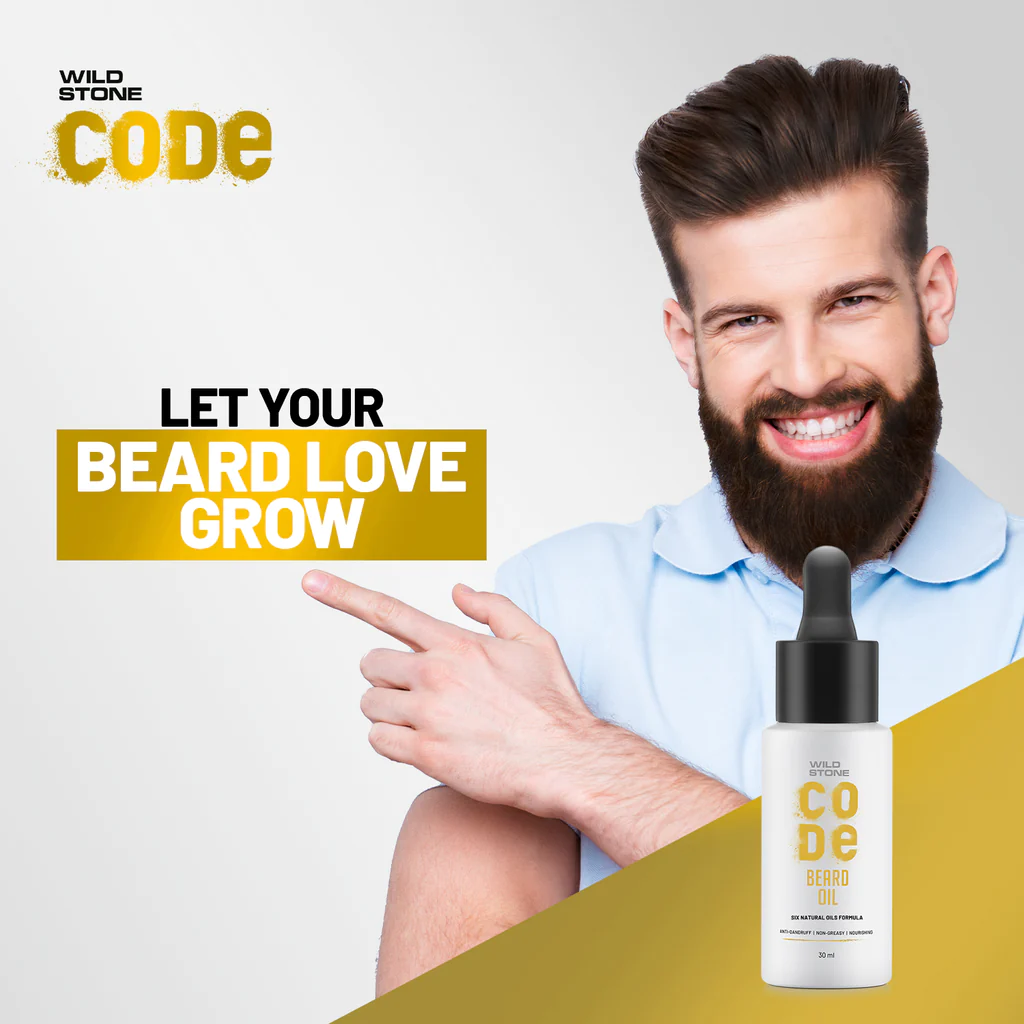 WILD
STONE
CODE
LET YOUR
BEARD LOVE
GROW
WILD
STONE
CO
DE
BEARD
OIL
SIX NATURAL OILS FORMULA
ANTI-DANDRUFF | NON-GREASY | NOURISHING
30 ml